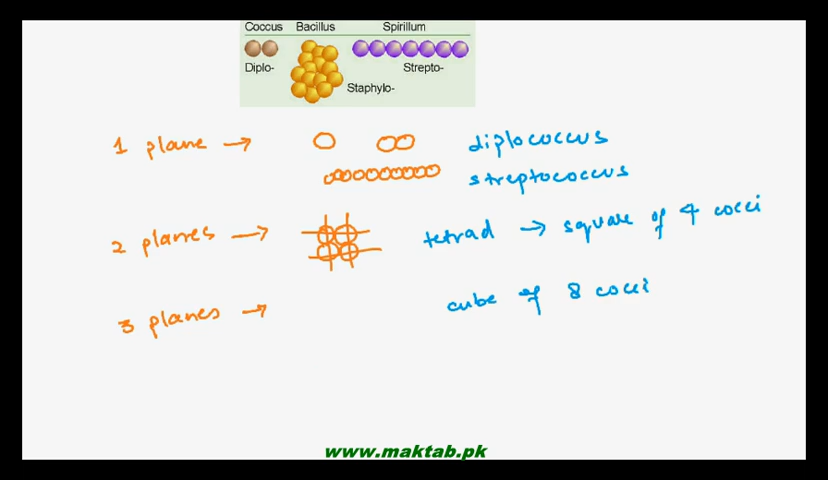 Coccus Bacillus Spirillum
Diplo- Strepto-
Staphylo-
1 plane → diplococcus
streptococcus
2 planes → tetrad → square of 4 cocci
3 planes → cube of 8 cocci
www.maktab.pk